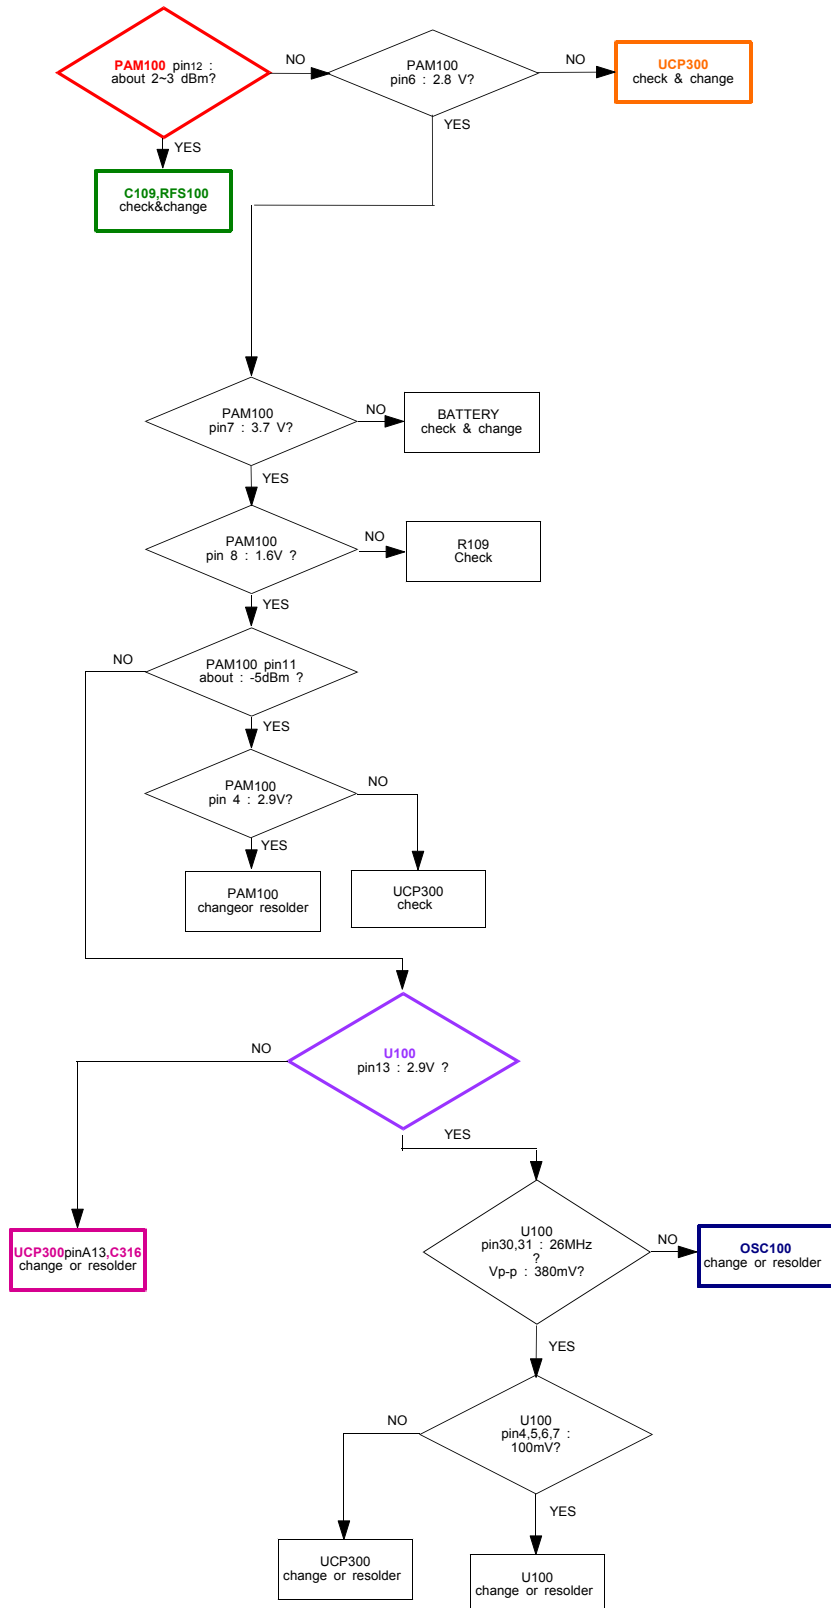 PAM100 pin12 :
about 2~3 dBm?
NO
PAM100
pin6 : 2.8 V?
NO
UCP300
check & change
YES
YES
C109,RFS100
check&change
PAM100
pin7 : 3.7 V?
NO
BATTERY
check & change
YES
PAM100
pin 8 : 1.6V ?
NO
R109
Check
YES
NO
PAM100 pin11
about : -5dBm ?
YES
PAM100
pin 4 : 2.9V?
NO
YES
PAM100
changeor resolder
UCP300
check
U100
pin13 : 2.9V ?
NO
YES
UCP300pinA13,C316
change or resolder
U100
pin30,31 : 26MHz
?
Vp-p : 380mV?
NO
OSC100
change or resolder
YES
NO
U100
pin4,5,6,7 :
100mV?
YES
UCP300
change or resolder
U100
change or resolder